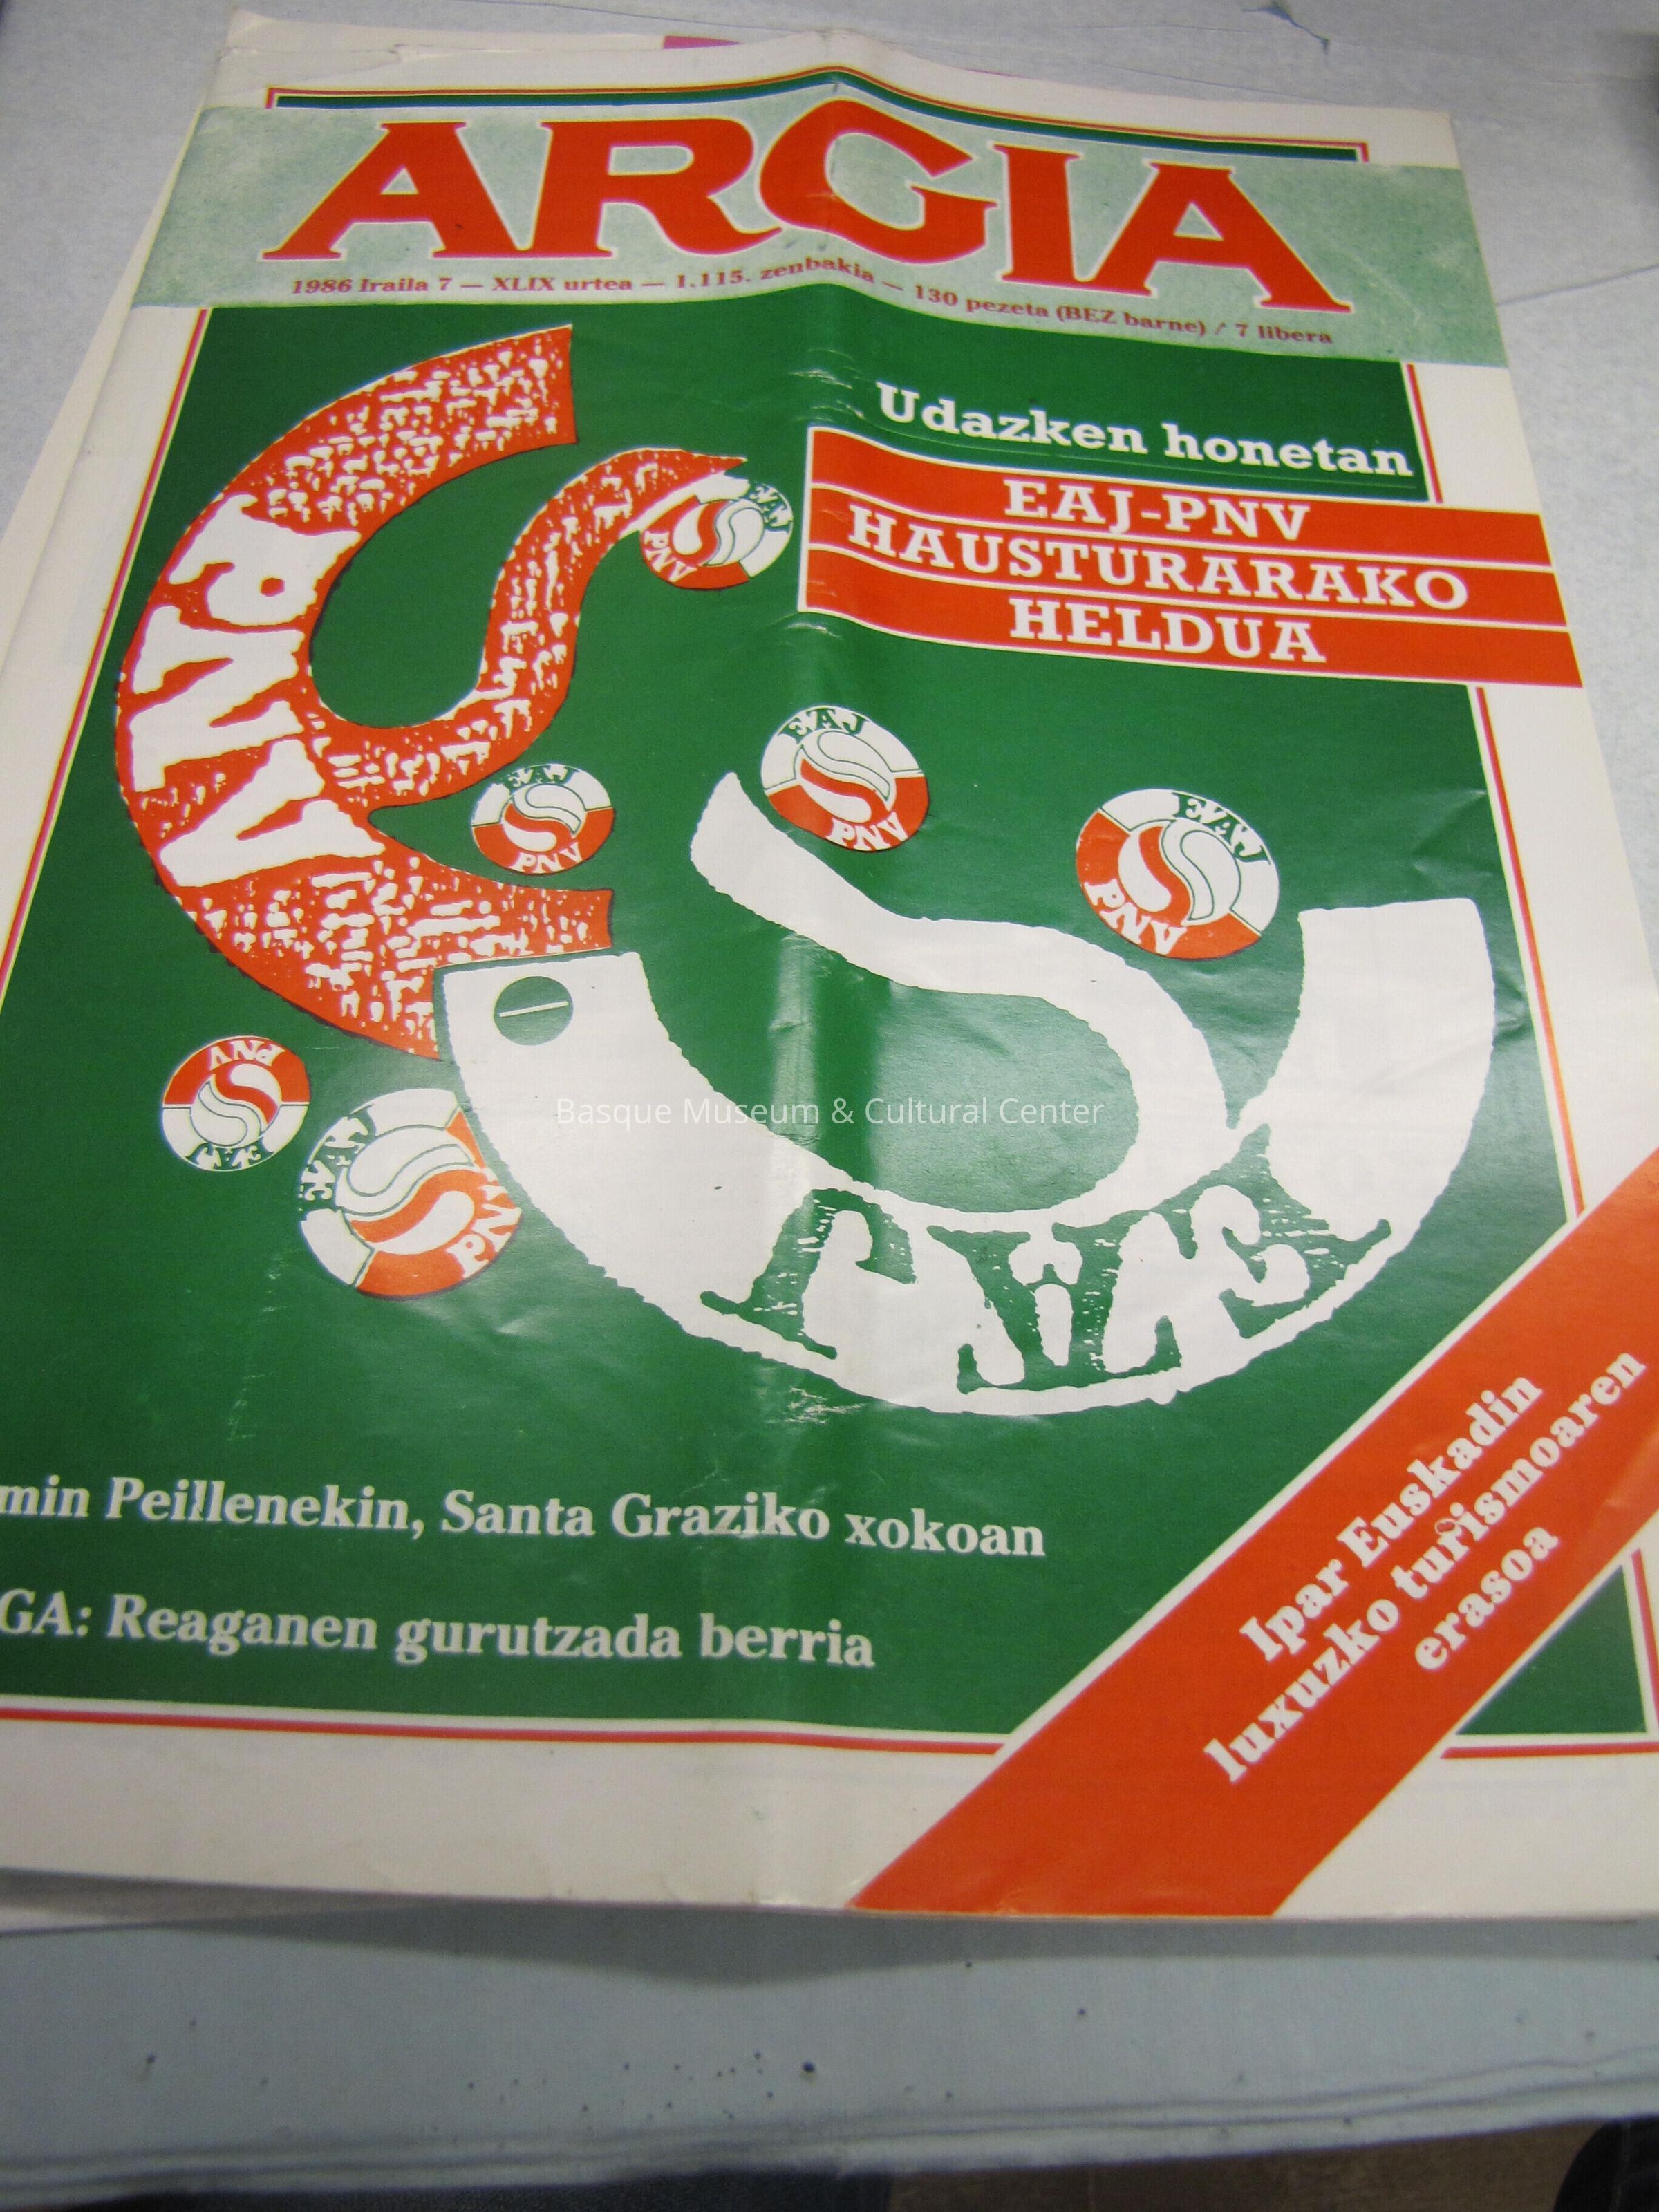 ARGIA
1986 Iraila 7 — XLIX urtea — 1.115. zenbakia — 130 pezeta (BEZ barne) / 7 libera
Udazken honetan
EAJ-PNV
HAUSTURARAKO
HELDUA
PNV
EAJ
PNV
EAJ
PNV
EAJ
PNV
EAJ
PNV
PNV
EAJ
PNV
EAJ
Basque Museum & Cultural Center
min Peillenekin, Santa Graziko xokoan
GA: Reaganen gurutzada berria
Ipar Euskadin
luxuzko turismoaren
erasoa